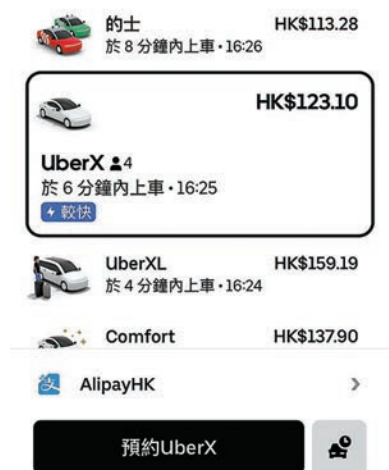 的士 HK$113.28
於 8 分鐘內上車・16:26
HK$123.10
UberX 4
於 6 分鐘內上車・16:25
較快
UberXL HK$159.19
於 4 分鐘內上車・16:24
Comfort HK$137.90
AlipayHK
預約UberX